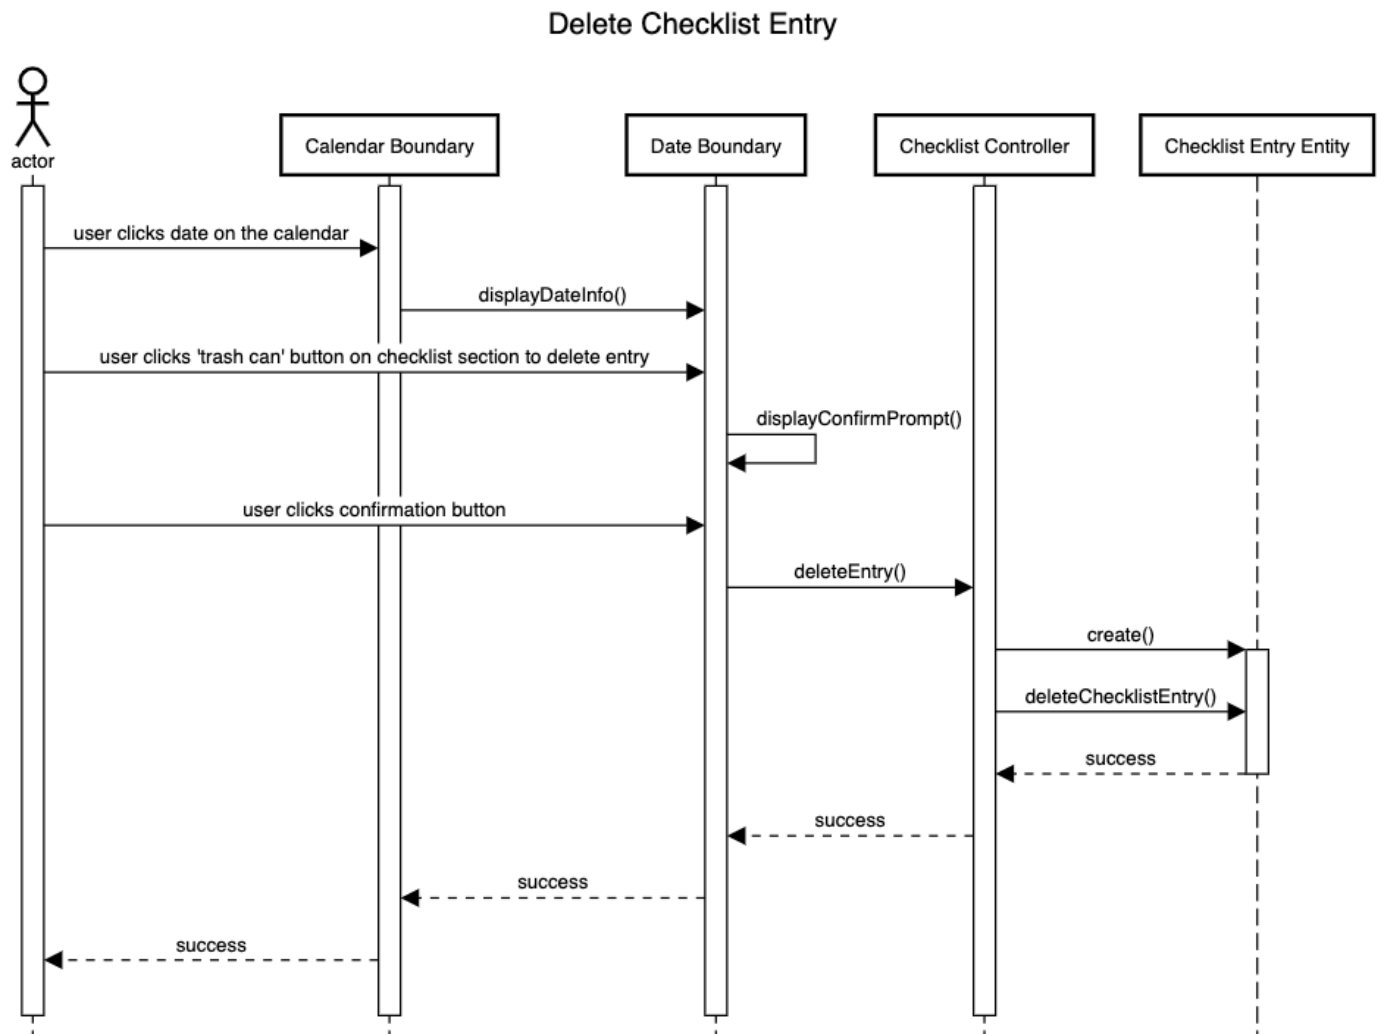 Delete Checklist Entry
actor
Calendar Boundary
Date Boundary
Checklist Controller
Checklist Entry Entity
user clicks date on the calendar
displayDateInfo()
user clicks 'trash can' button on checklist section to delete entry
displayConfirmPrompt()
user clicks confirmation button
deleteEntry()
create()
deleteChecklistEntry()
success
success
success
success